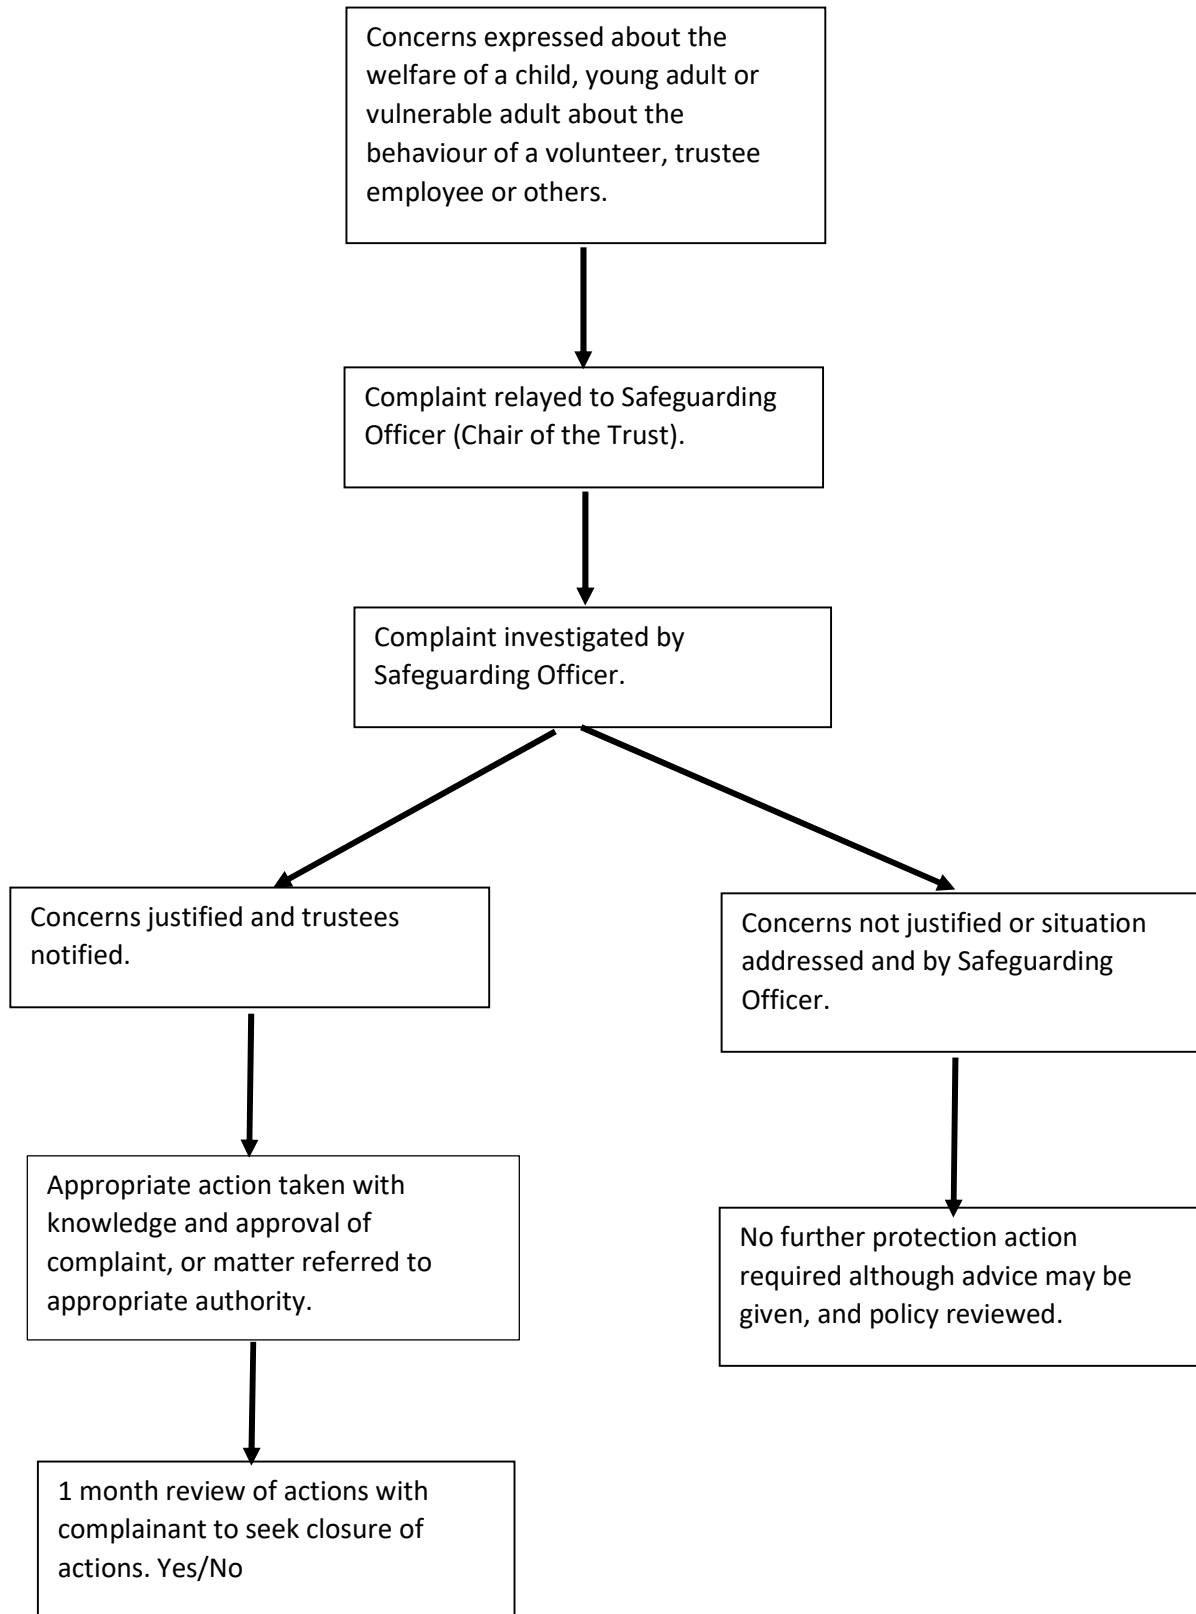 Concerns expressed about the
welfare of a child, young adult or
vulnerable adult about the
behaviour of a volunteer, trustee
employee or others.
Complaint relayed to Safeguarding
Officer (Chair of the Trust).
Complaint investigated by
Safeguarding Officer.
Concerns justified and trustees
notified.
Concerns not justified or situation
addressed and by Safeguarding
Officer.
Appropriate action taken with
knowledge and approval of
complaint, or matter referred to
appropriate authority.
No further protection action
required although advice may be
given, and policy reviewed.
1 month review of actions with
complainant to seek closure of
actions. Yes/No